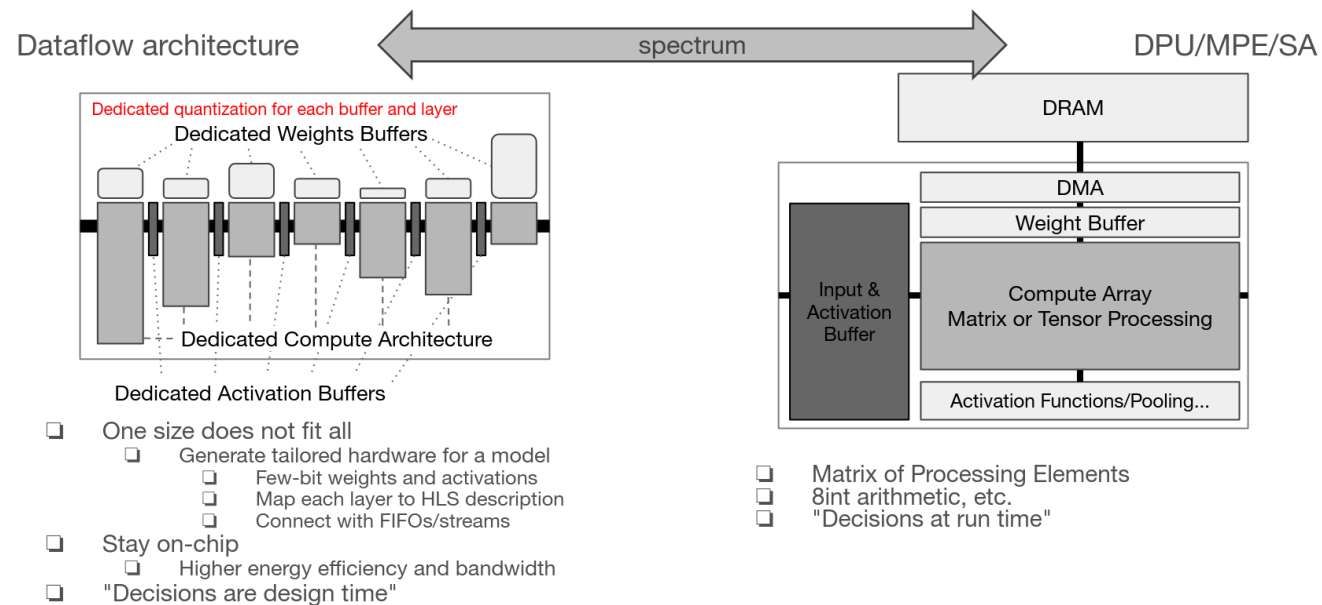 Dataflow architecture
spectrum
DPU/MPE/SA
Dedicated quantization for each buffer and layer
Dedicated Weights Buffers
Dedicated Compute Architecture
Dedicated Activation Buffers
One size does not fit all
Generate tailored hardware for a model
Few-bit weights and activations
Map each layer to HLS description
Connect with FIFOs/streams
Stay on-chip
Higher energy efficiency and bandwidth
"Decisions are design time"
DRAM
DMA
Weight Buffer
Input &
Activation
Buffer
Compute Array
Matrix or Tensor Processing
Activation Functions/Pooling...
Matrix of Processing Elements
8int arithmetic, etc.
"Decisions at run time"